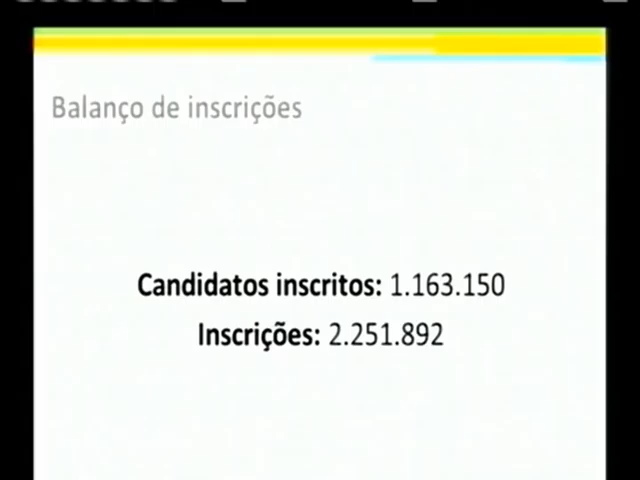 Balanço de inscrições
Candidatos inscritos: 1.163.150
Inscrições: 2.251.892